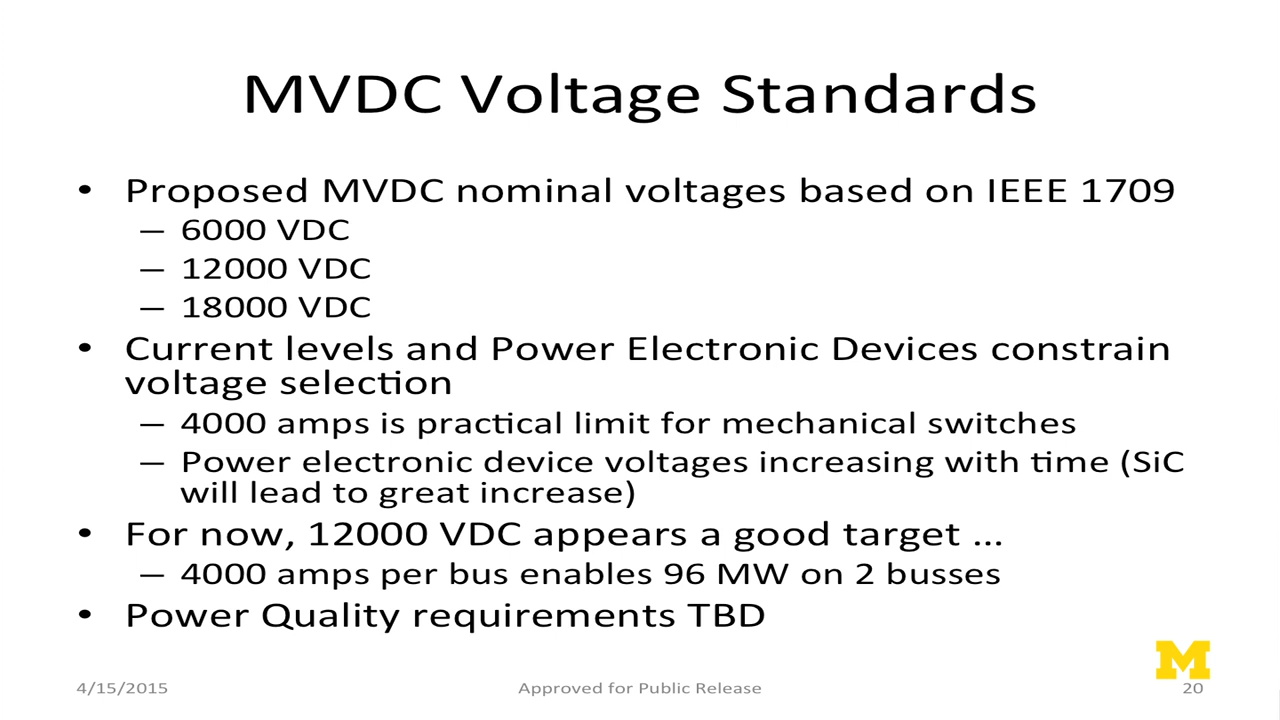 MVDC Voltage Standards
• Proposed MVDC nominal voltages based on IEEE 1709
– 6000 VDC
– 12000 VDC
– 18000 VDC
• Current levels and Power Electronic Devices constrain
voltage selection
– 4000 amps is practical limit for mechanical switches
– Power electronic device voltages increasing with time (SiC
will lead to great increase)
• For now, 12000 VDC appears a good target ...
– 4000 amps per bus enables 96 MW on 2 busses
• Power Quality requirements TBD
M
4/15/2015
Approved for Public Release
20